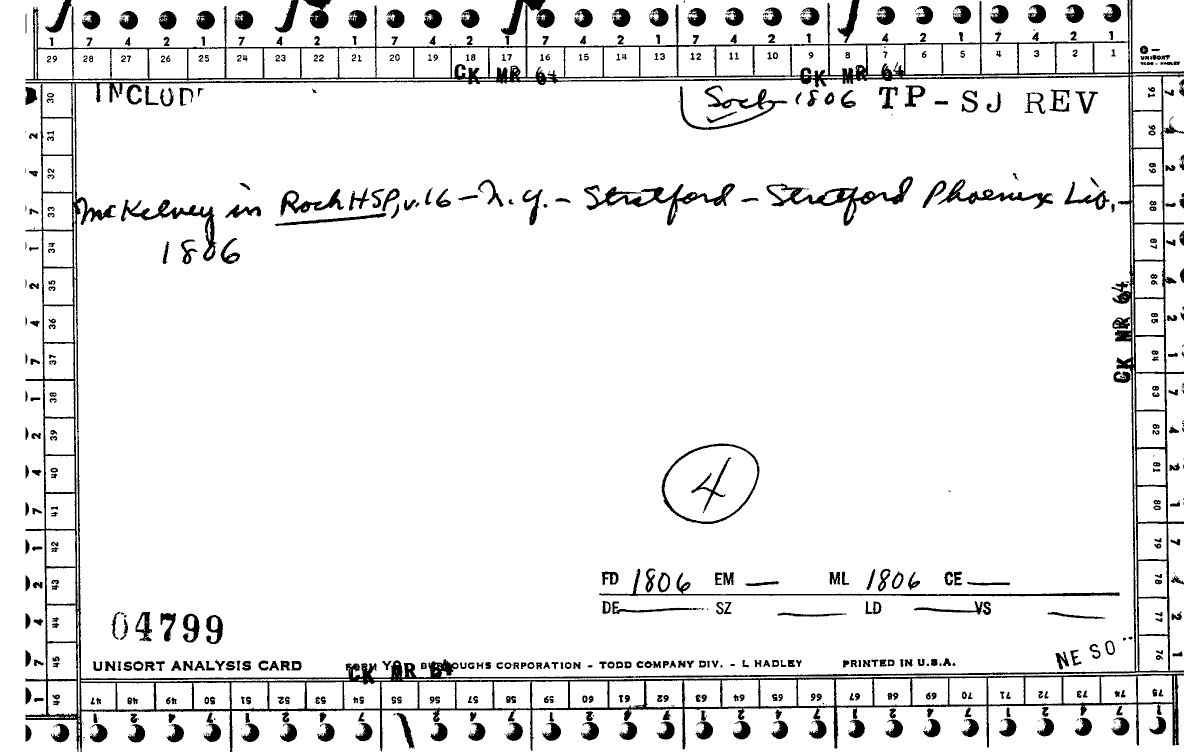 1 7 4 2 1 7 4 2 1 7 4 2 1 7 4 2 1 7 4 2 1 7 4 2 1 7 4 2 1
29 28 27 26 25 24 23 22 21 20 19 18 17 16 15 14 13 12 11 10 9 8 7 6 5 4 3 2 1
UNISORT
CK MR 64 CK MR 64
INCLUDE
Socb 1806 TP-SJ REV
McKelvey in RochHSP, v.16 - N.Y. - Stratford - Stratford Phoenix Lib., -
1806
30 31 32 33 34 35 36 37 38 39 40 41 42 43 44 45 46
91 90 89 88 87 86 85 84 83 82 81 80 79 78 77 76
CK MR 64
4
FD 1806 EM — ML 1806 CE —
DE — SZ — LD — VS —
04799
NE SO
UNISORT ANALYSIS CARD FORM Y9 BURROUGHS CORPORATION - TODD COMPANY DIV. - L HADLEY PRINTED IN U.S.A.
CK MR 64
47 48 49 50 51 52 53 54 55 56 57 58 59 60 61 62 63 64 65 66 67 68 69 70 71 72 73 74 75